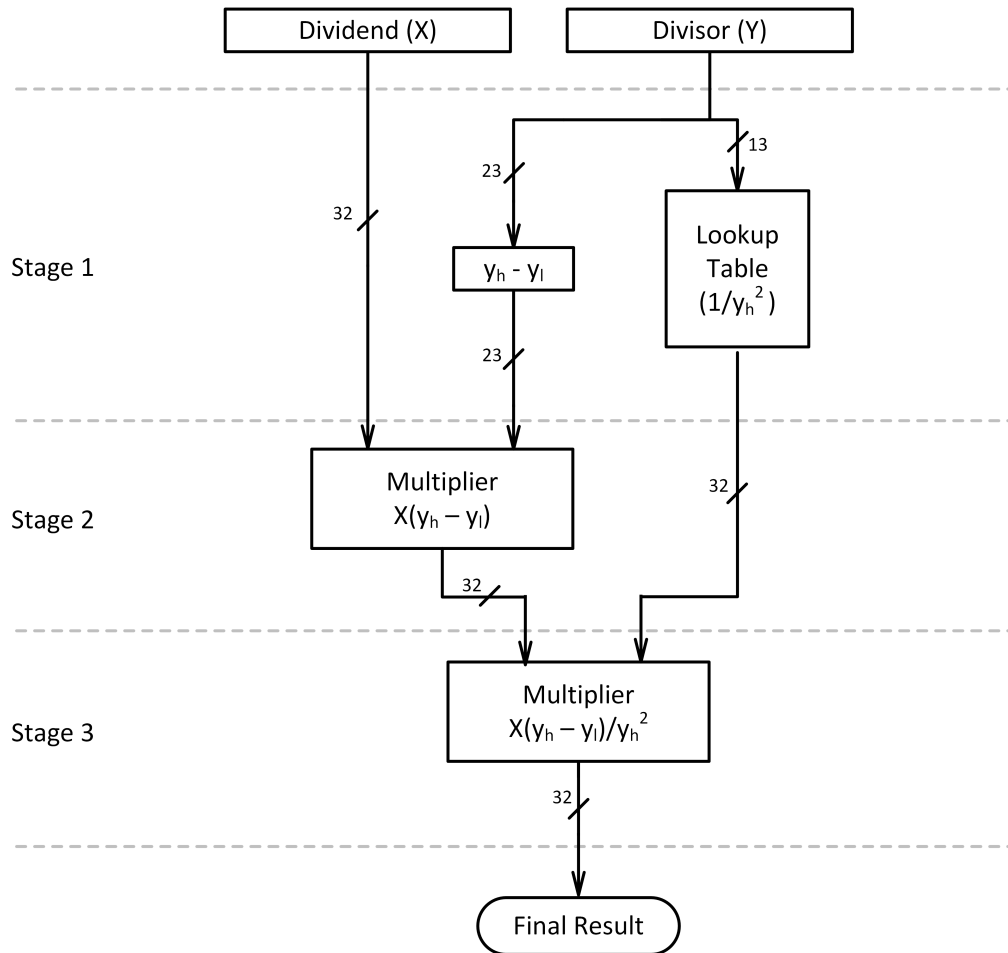 Dividend (X)
Divisor (Y)
13
23
32
Stage 1
Lookup
Table
(1/yₕ²)
yₕ - yₗ
23
Multiplier
X(yₕ – yₗ)
32
Stage 2
32
Multiplier
X(yₕ – yₗ)/yₕ²
Stage 3
32
Final Result